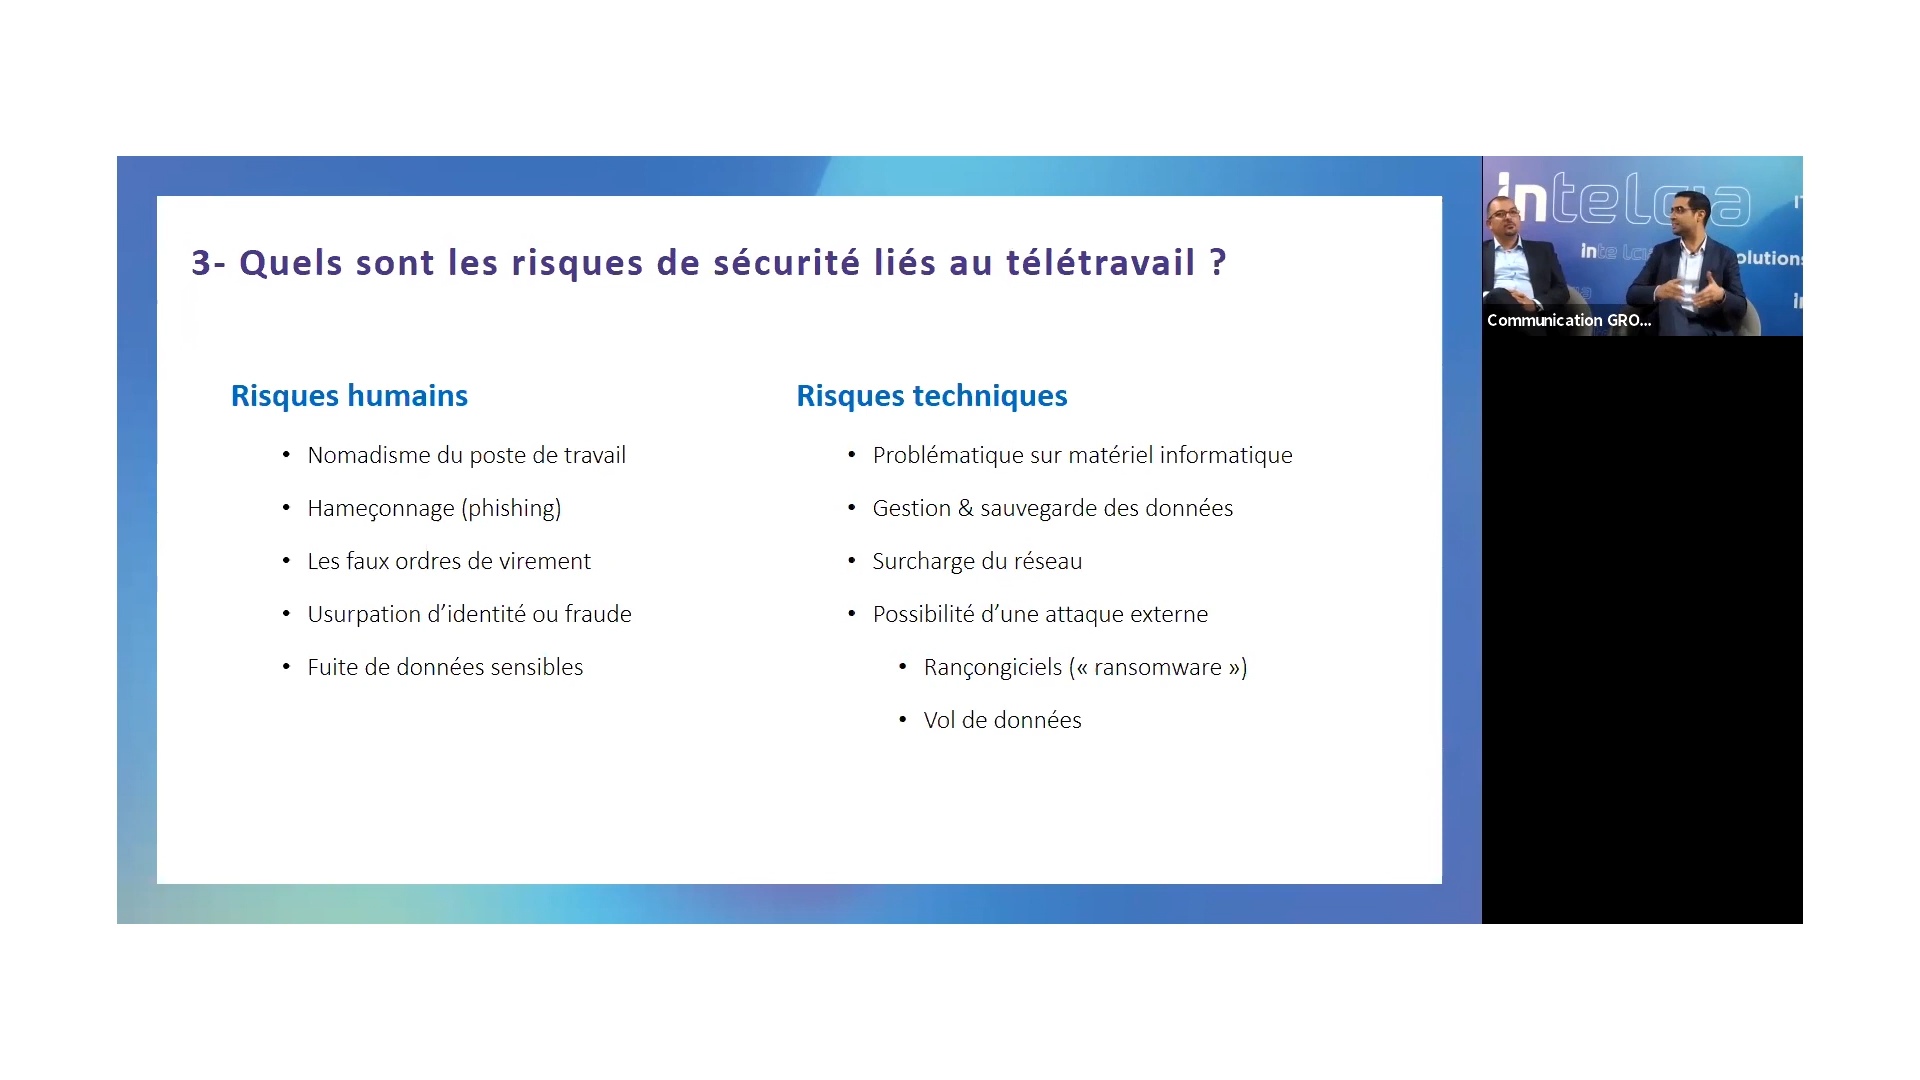 3- Quels sont les risques de sécurité liés au télétravail ?
Risques humains
• Nomadisme du poste de travail
• Hameçonnage (phishing)
• Les faux ordres de virement
• Usurpation d’identité ou fraude
• Fuite de données sensibles
Risques techniques
• Problématique sur matériel informatique
• Gestion & sauvegarde des données
• Surcharge du réseau
• Possibilité d’une attaque externe
• Rançongiciels (« ransomware »)
• Vol de données
intelcia
olutions
Communication GRO...